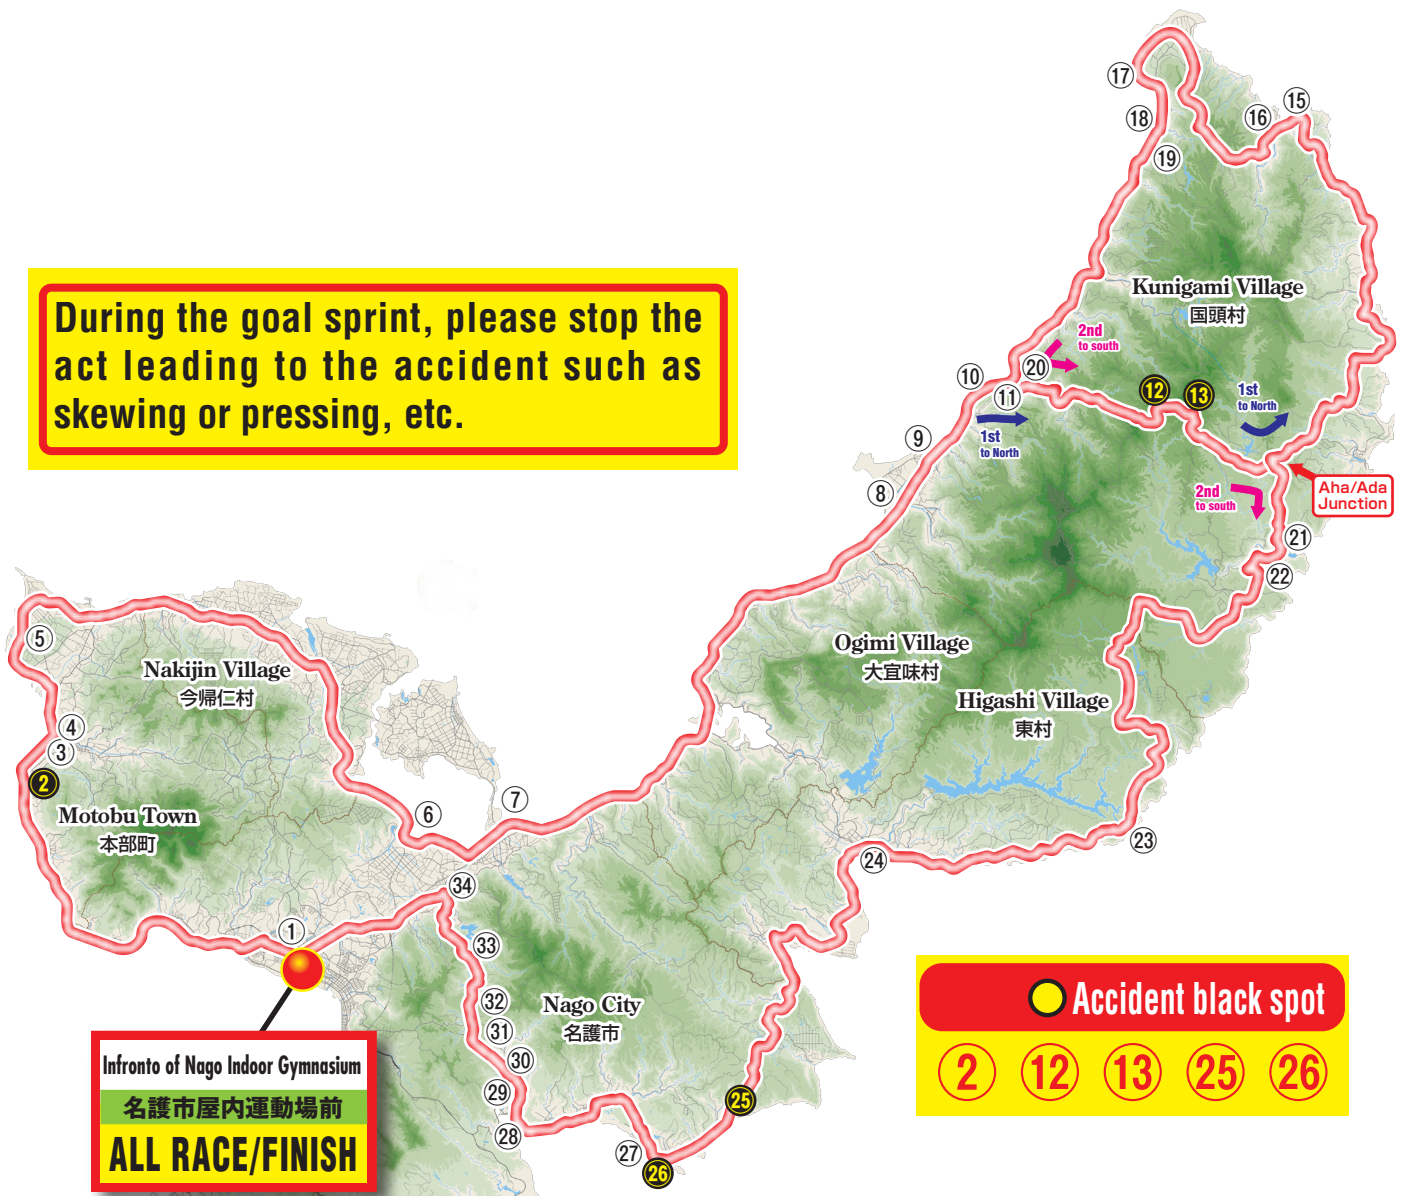 ⑰
⑮
⑱
⑯
⑲
During the goal sprint, please stop the
act leading to the accident such as
skewing or pressing, etc.
Kunigami Village
国頭村
2nd
to south
⑳
⑩
⑪
⑫
⑬
1st
to North
1st
to North
⑨
⑧
2nd
to south
Aha/Ada
Junction
㉑
㉒
⑤
Nakijin Village
今帰仁村
Ogimi Village
大宜味村
Higashi Village
東村
④
③
②
Motobu Town
本部町
⑥
⑦
㉓
㉔
㉞
①
㉝
㉜
Nago City
名護市
㉛
㉚
㉙
㉘
㉗
㉕
㉖
Accident black spot
② ⑫ ⑬ ㉕ ㉖
Infronto of Nago Indoor Gymnasium
名護市屋内運動場前
ALL RACE/FINISH